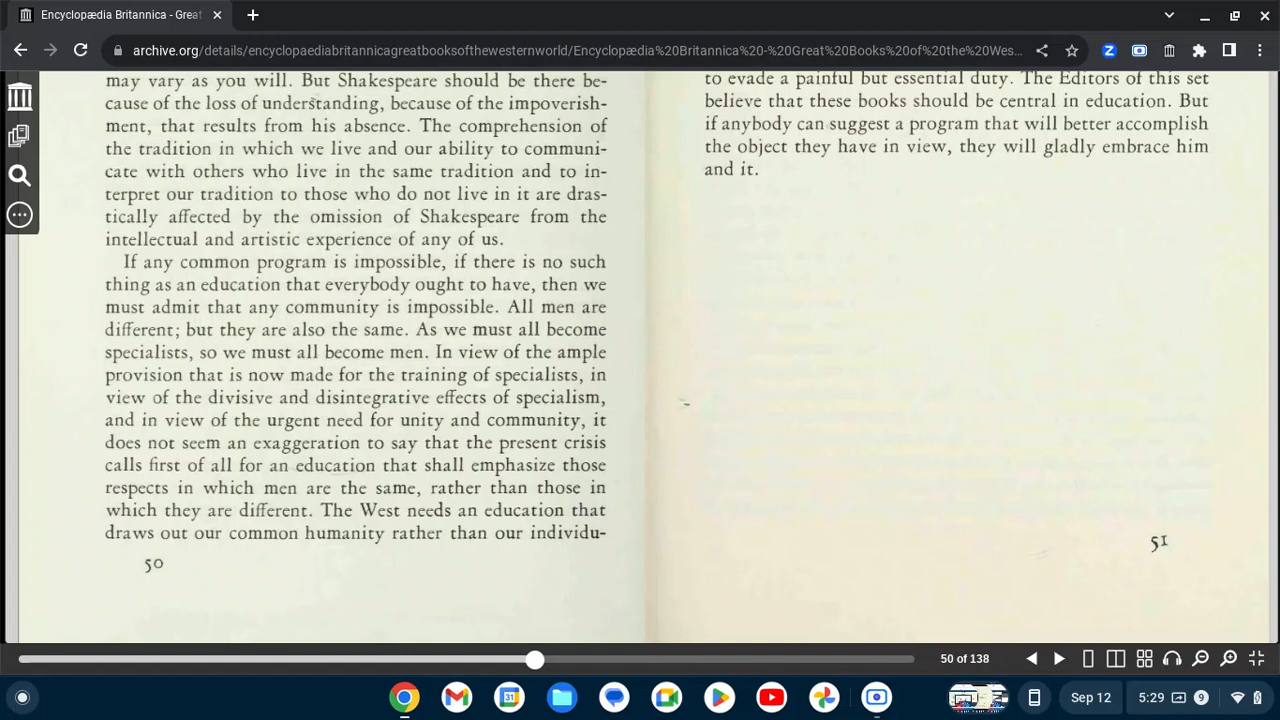 Encyclopædia Britannica - Great
archive.org/details/encyclopaediabritannicagreatbooksofthewesternworld/Encyclopædia%20Britannica%20-%20Great%20Books%20of%20the%20Wes...
may vary as you will. But Shakespeare should be there be-
cause of the loss of understanding, because of the impoverish-
ment, that results from his absence. The comprehension of
the tradition in which we live and our ability to communi-
cate with others who live in the same tradition and to in-
terpret our tradition to those who do not live in it are dras-
tically affected by the omission of Shakespeare from the
intellectual and artistic experience of any of us.
If any common program is impossible, if there is no such
thing as an education that everybody ought to have, then we
must admit that any community is impossible. All men are
different; but they are also the same. As we must all become
specialists, so we must all become men. In view of the ample
provision that is now made for the training of specialists, in
view of the divisive and disintegrative effects of specialism,
and in view of the urgent need for unity and community, it
does not seem an exaggeration to say that the present crisis
calls first of all for an education that shall emphasize those
respects in which men are the same, rather than those in
which they are different. The West needs an education that
draws out our common humanity rather than our individu-
50
to evade a painful but essential duty. The Editors of this set
believe that these books should be central in education. But
if anybody can suggest a program that will better accomplish
the object they have in view, they will gladly embrace him
and it.
51
50 of 138
31
Sep 12
5:29
9